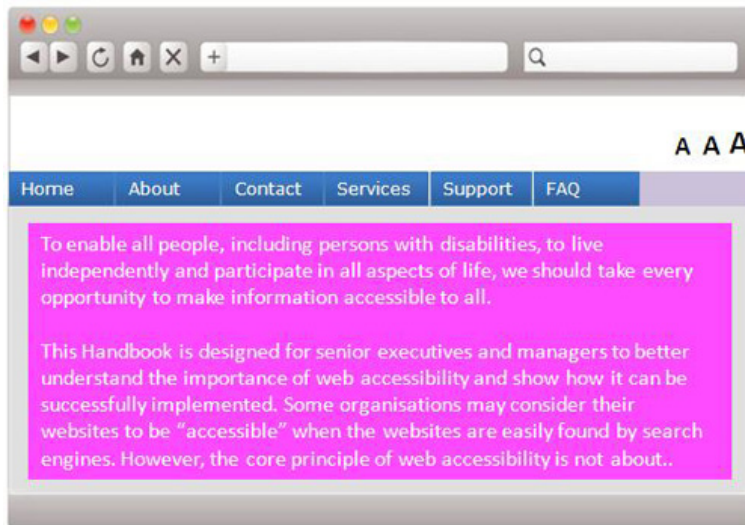 A A A
Home About Contact Services Support FAQ
To enable all people, including persons with disabilities, to live
independently and participate in all aspects of life, we should take every
opportunity to make information accessible to all.
This Handbook is designed for senior executives and managers to better
understand the importance of web accessibility and show how it can be
successfully implemented. Some organisations may consider their
websites to be “accessible” when the websites are easily found by search
engines. However, the core principle of web accessibility is not about..